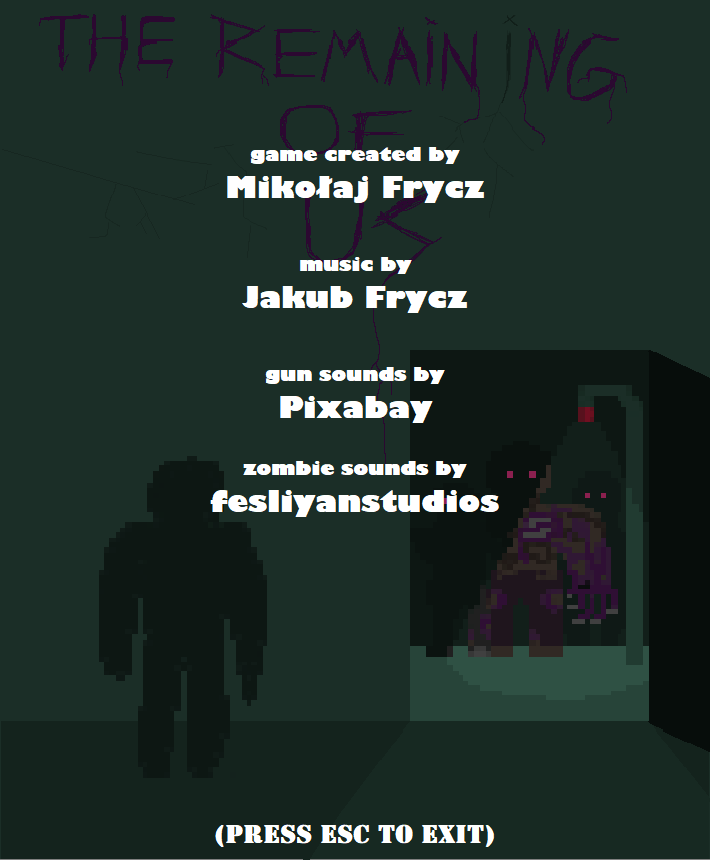 THE REMAINING
OF
US
game created by
Mikołaj Frycz
music by
Jakub Frycz
gun sounds by
Pixabay
zombie sounds by
fesliyanstudios
(PRESS ESC TO EXIT)